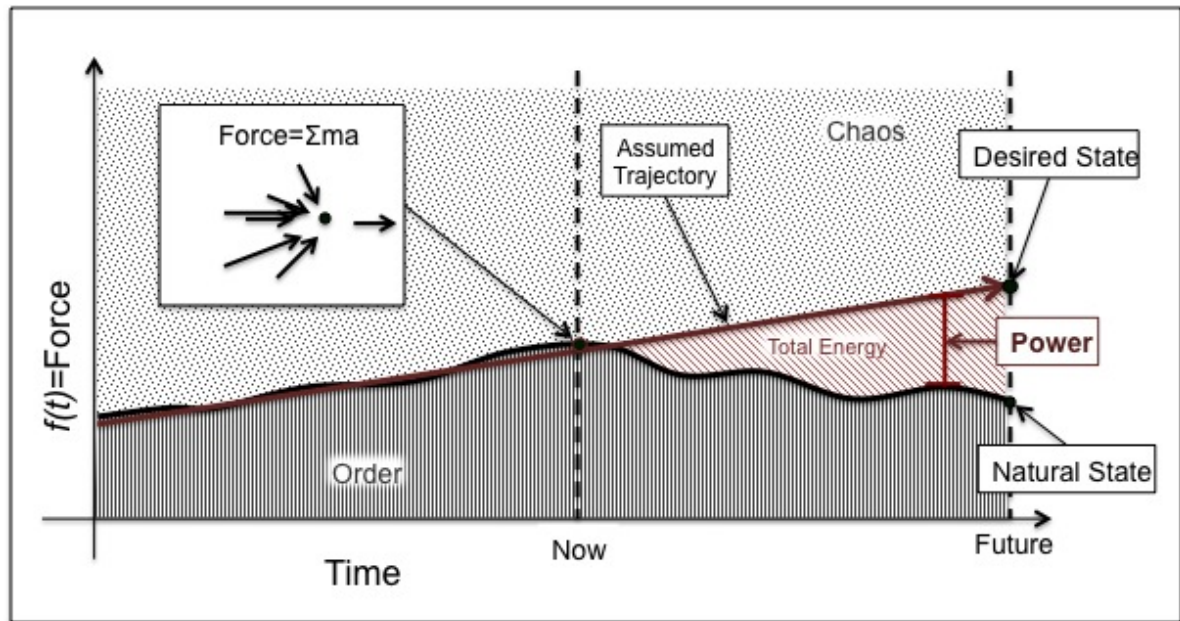 Force=Σma
Chaos
Assumed
Trajectory
Desired State
Total Energy
Power
Order
Natural State
f(t)=Force
Time
Now
Future